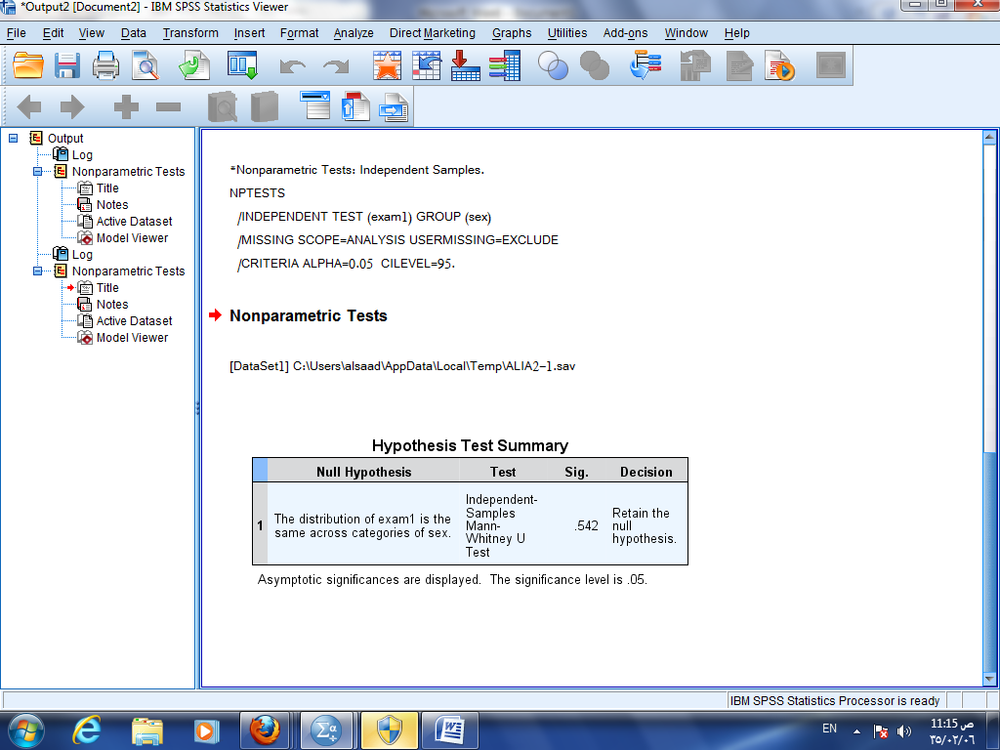 *Output2 [Document2] - IBM SPSS Statistics Viewer
File Edit View Data Transform Insert Format Analyze Direct Marketing Graphs Utilities Add-ons Window Help
Output
Log
Nonparametric Tests
Title
Notes
Active Dataset
Model Viewer
Log
Nonparametric Tests
Title
Notes
Active Dataset
Model Viewer
*Nonparametric Tests: Independent Samples.
NPTESTS
/INDEPENDENT TEST (exam1) GROUP (sex)
/MISSING SCOPE=ANALYSIS USERMISSING=EXCLUDE
/CRITERIA ALPHA=0.05 CILEVEL=95.
Nonparametric Tests
[DataSet1] C:\Users\alsaad\AppData\Local\Temp\ALIA2-1.sav
Hypothesis Test Summary
Null Hypothesis Test Sig. Decision
1 The distribution of exam1 is the same across categories of sex. Independent-Samples Mann-Whitney U Test .542 Retain the null hypothesis.
Asymptotic significances are displayed. The significance level is .05.
IBM SPSS Statistics Processor is ready
EN
11:15 ص
٣٥/٠٢/٠٦